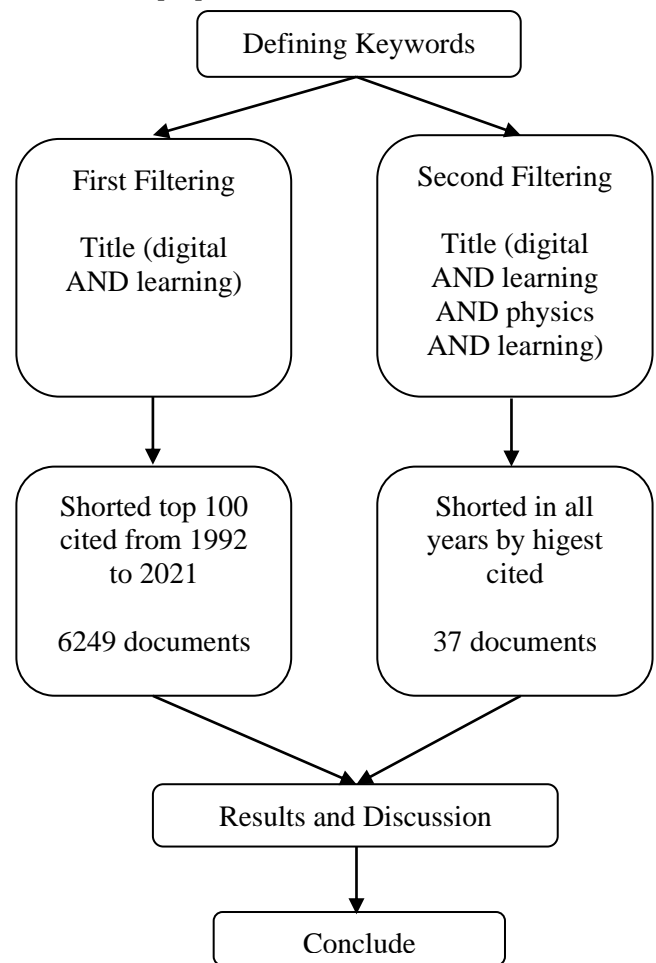 Defining Keywords
First Filtering
Title (digital
AND learning)
Second Filtering
Title (digital
AND learning
AND physics
AND learning)
Shorted top 100
cited from 1992
to 2021
6249 documents
Shorted in all
years by higest
cited
37 documents
Results and Discussion
Conclude